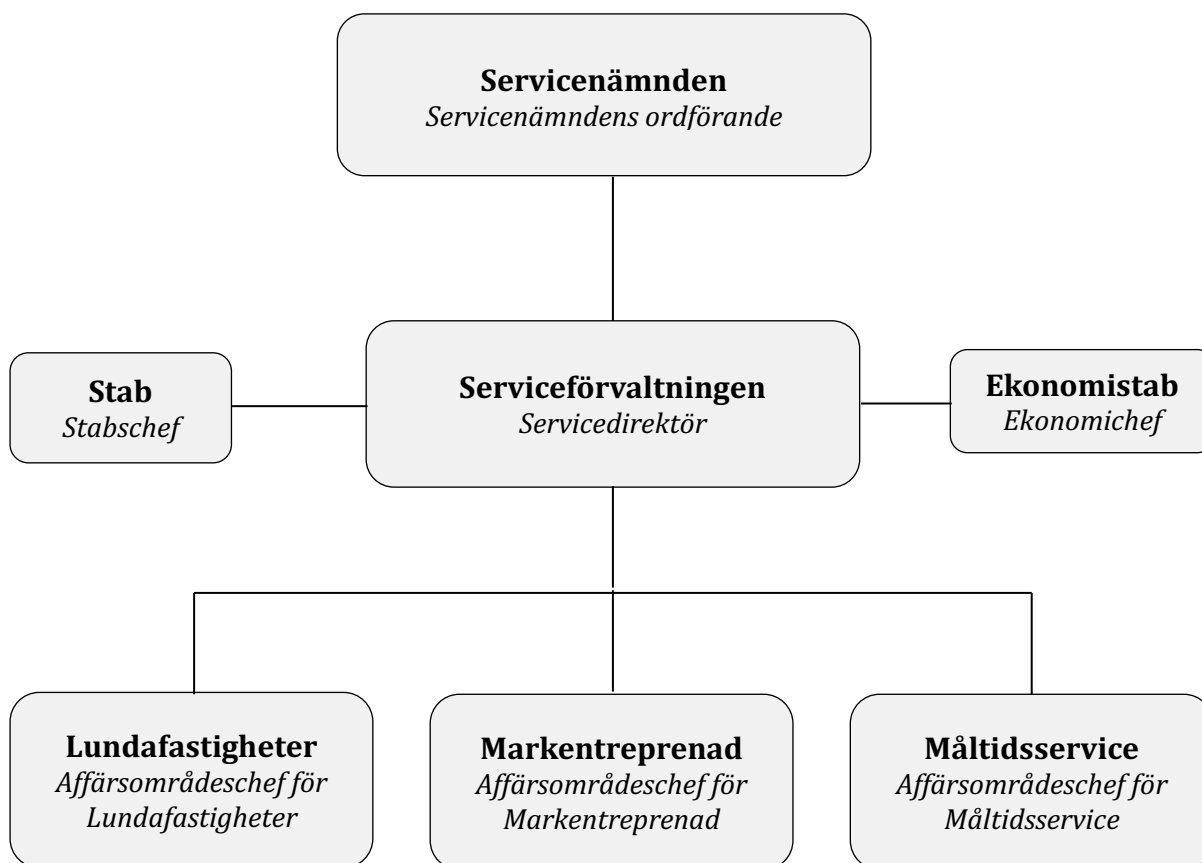 Servicenämnden
Servicenämndens ordförande
Stab
Stabschef
Serviceförvaltningen
Servicedirektör
Ekonomistab
Ekonomichef
Lundafastigheter
Affärsområdeschef för
Lundafastigheter
Markentreprenad
Affärsområdeschef för
Markentreprenad
Måltidsservice
Affärsområdeschef för
Måltidsservice